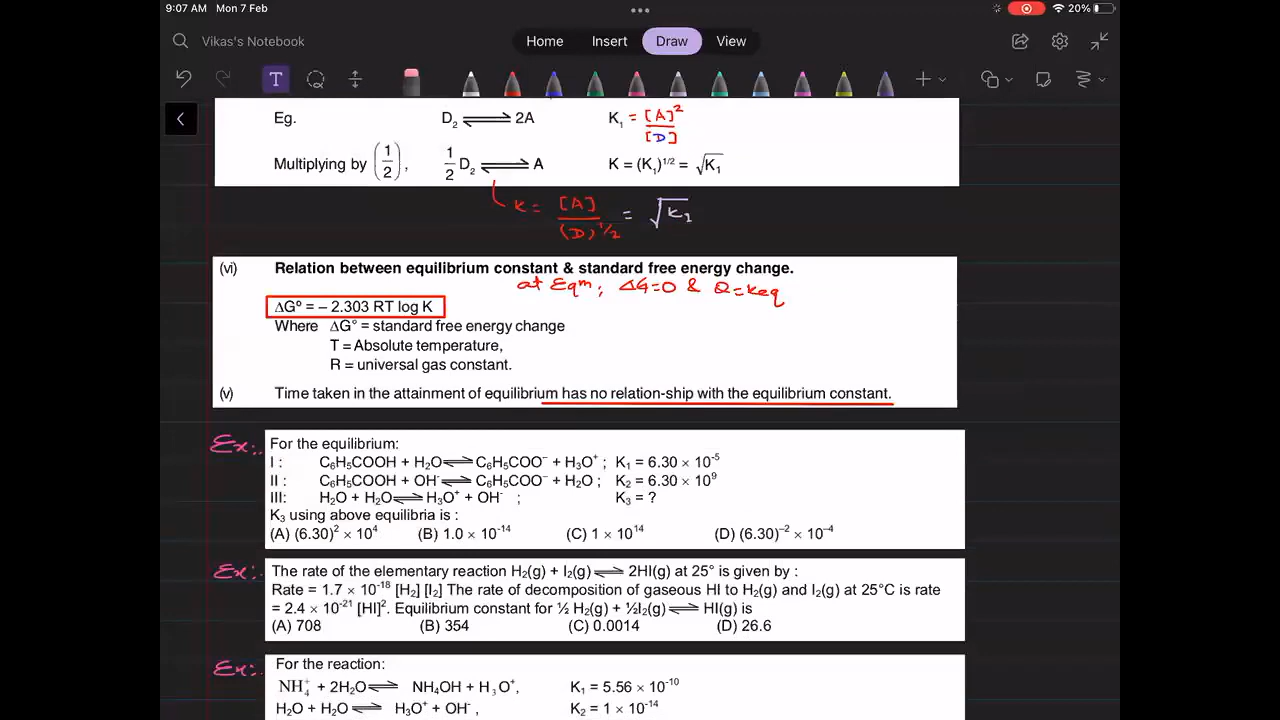 9:07 AM Mon 7 Feb
20%
Vikas's Notebook
Home Insert Draw View
Eg. D₂ ⇌ 2A K₁ = [A]²/[D]
Multiplying by (1/2), 1/2 D₂ ⇌ A K = (K₁)^1/2 = √K₁
K = [A]/(D)^+1/2 = √K₁
(vi) Relation between equilibrium constant & standard free energy change.
at Eqᵐ; ΔG=0 & Q=Keq
ΔGº = – 2.303 RT log K
Where ΔG° = standard free energy change
T = Absolute temperature,
R = universal gas constant.
(v) Time taken in the attainment of equilibrium has no relation-ship with the equilibrium constant.
Ex:. For the equilibrium:
I : C₆H₅COOH + H₂O ⇌ C₆H₅COO⁻ + H₃O⁺ ; K₁ = 6.30 × 10⁻⁵
II : C₆H₅COOH + OH⁻ ⇌ C₆H₅COO⁻ + H₂O ; K₂ = 6.30 × 10⁹
III: H₂O + H₂O ⇌ H₃O⁺ + OH⁻ ; K₃ = ?
K₃ using above equilibria is :
(A) (6.30)² × 10⁴ (B) 1.0 × 10⁻¹⁴ (C) 1 × 10¹⁴ (D) (6.30)⁻² × 10⁻⁴
Ex:. The rate of the elementary reaction H₂(g) + I₂(g) ⇌ 2HI(g) at 25° is given by :
Rate = 1.7 × 10⁻¹⁸ [H₂] [I₂] The rate of decomposition of gaseous HI to H₂(g) and I₂(g) at 25°C is rate
= 2.4 × 10⁻²¹ [HI]². Equilibrium constant for ½ H₂(g) + ½I₂(g) ⇌ HI(g) is
(A) 708 (B) 354 (C) 0.0014 (D) 26.6
Ex:. For the reaction:
NH₄⁺ + 2H₂O ⇌ NH₄OH + H₃O⁺, K₁ = 5.56 × 10⁻¹⁰
H₂O + H₂O ⇌ H₃O⁺ + OH⁻ , K₂ = 1 × 10⁻¹⁴